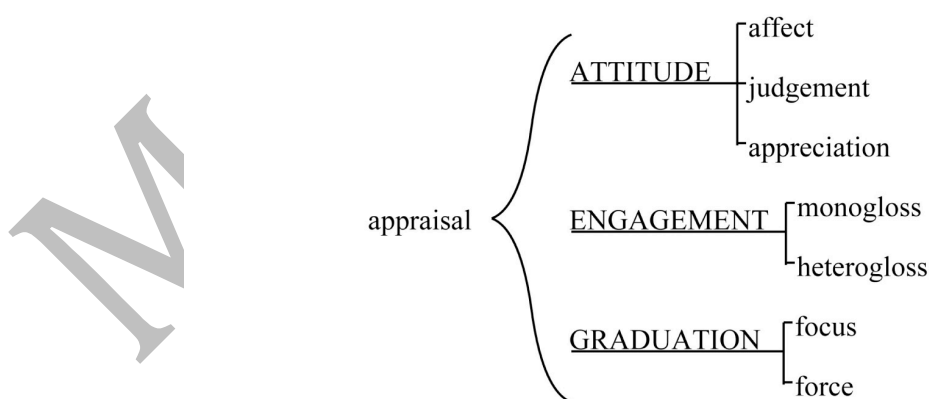 affect
ATTITUDE
judgement
appreciation
monogloss
appraisal
ENGAGEMENT
heterogloss
focus
GRADUATION
force
M